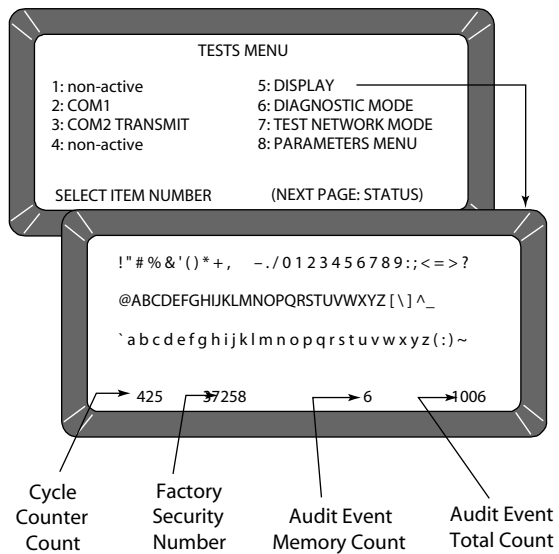 TESTS MENU
1: non-active 5: DISPLAY
2: COM1 6: DIAGNOSTIC MODE
3: COM2 TRANSMIT 7: TEST NETWORK MODE
4: non-active 8: PARAMETERS MENU
SELECT ITEM NUMBER (NEXT PAGE: STATUS)
!"#%&'()*+, –./0123456789:;<=>?
@ABCDEFGHIJKLMNOPQRSTUVWXYZ[\]^_
`abcdefghijklmnopqrstuvwxyz(:)~
425 37258 6 1006
Cycle Counter Count
Factory Security Number
Audit Event Memory Count
Audit Event Total Count